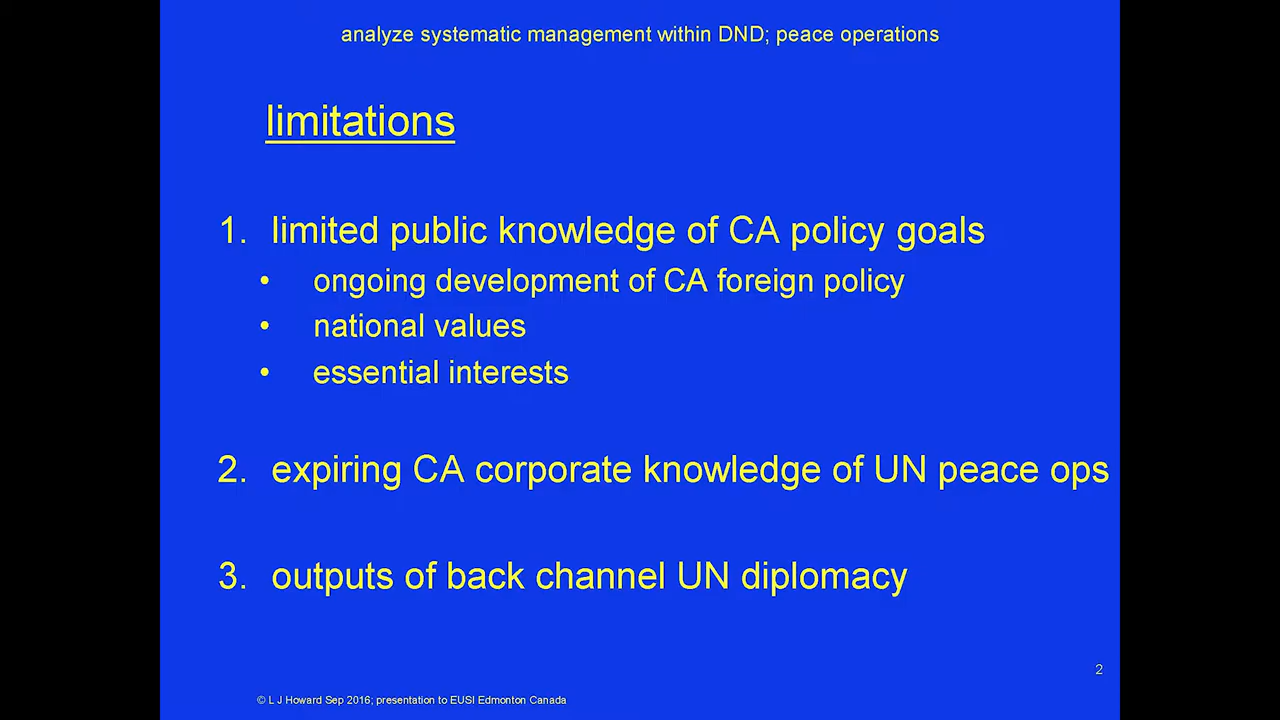 analyze systematic management within DND; peace operations
limitations
1. limited public knowledge of CA policy goals
• ongoing development of CA foreign policy
• national values
• essential interests
2. expiring CA corporate knowledge of UN peace ops
3. outputs of back channel UN diplomacy
2
© L J Howard Sep 2016; presentation to EUSI Edmonton Canada